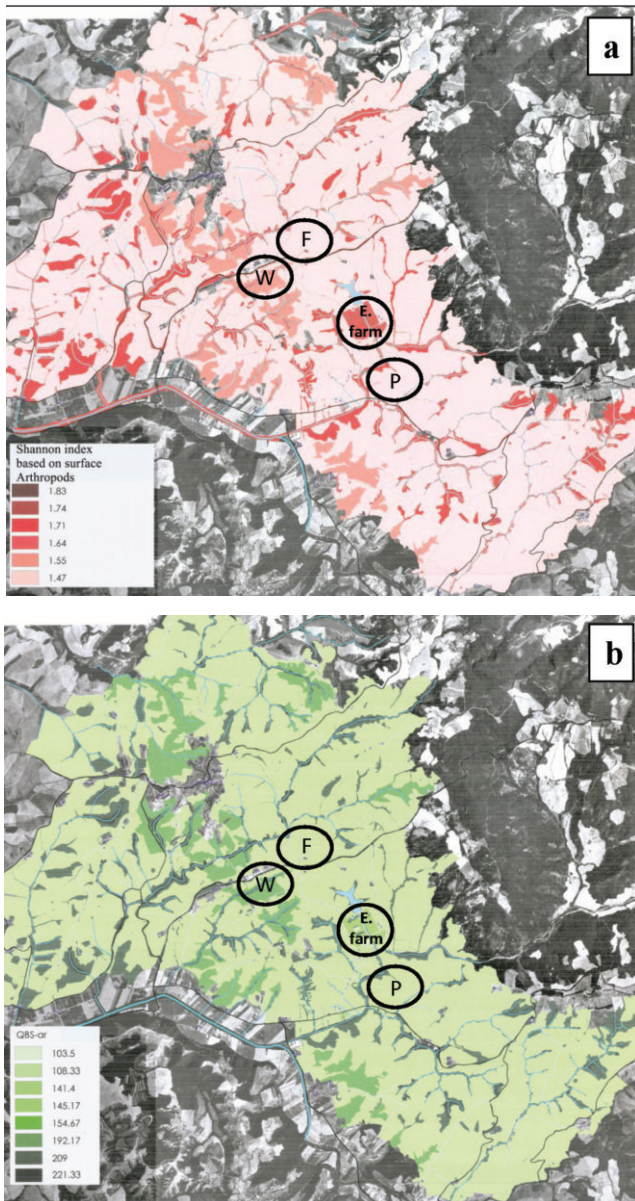 a
F
W
E.
farm
P
Shannon index
based on surface
Arthropods
1.83
1.74
1.71
1.64
1.55
1.47
b
F
W
E.
farm
P
QBS-ar
103.5
108.33
141.4
145.17
154.67
192.17
209
221.33